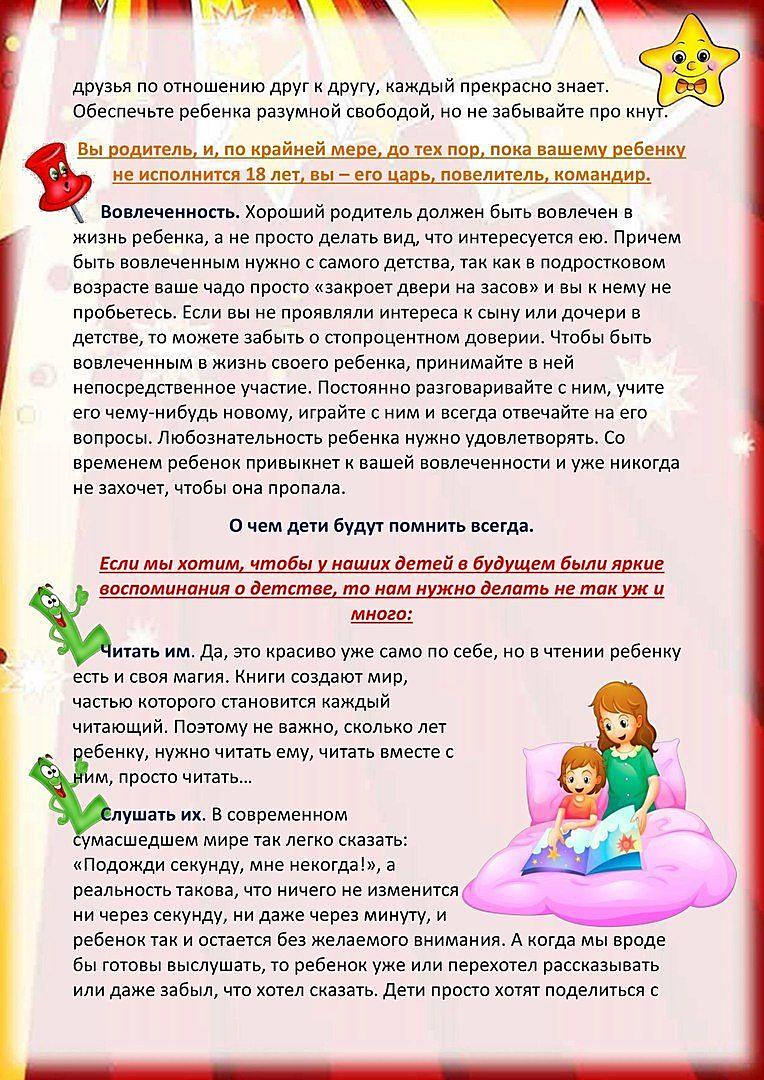 друзья по отношению друг к другу, каждый прекрасно знает.
Обеспечьте ребенка разумной свободой, но не забывайте про кнут.
Вы родитель, и, по крайней мере, до тех пор, пока вашему ребенку
не исполнится 18 лет, вы – его царь, повелитель, командир.
Вовлеченность. Хороший родитель должен быть вовлечен в
жизнь ребенка, а не просто делать вид, что интересуется ею. Причем
быть вовлеченным нужно с самого детства, так как в подростковом
возрасте ваше чадо просто «закроет двери на засов» и вы к нему не
пробьетесь. Если вы не проявляли интереса к сыну или дочери в
детстве, то можете забыть о стопроцентном доверии. Чтобы быть
вовлеченным в жизнь своего ребенка, принимайте в ней
непосредственное участие. Постоянно разговаривайте с ним, учите
его чему-нибудь новому, играйте с ним и всегда отвечайте на его
вопросы. Любознательность ребенка нужно удовлетворять. Со
временем ребенок привыкнет к вашей вовлеченности и уже никогда
не захочет, чтобы она пропала.
О чем дети будут помнить всегда.
Если мы хотим, чтобы у наших детей в будущем были яркие
воспоминания о детстве, то нам нужно делать не так уж и
много:
Читать им. Да, это красиво уже само по себе, но в чтении ребенку
есть и своя магия. Книги создают мир,
частью которого становится каждый
читающий. Поэтому не важно, сколько лет
ребенку, нужно читать ему, читать вместе с
ним, просто читать…
Слушать их. В современном
сумасшедшем мире так легко сказать:
«Подожди секунду, мне некогда!», а
реальность такова, что ничего не изменится
ни через секунду, ни даже через минуту, и
ребенок так и остается без желаемого внимания. А когда мы вроде
бы готовы выслушать, то ребенок уже или перехотел рассказывать
или даже забыл, что хотел сказать. Дети просто хотят поделиться с